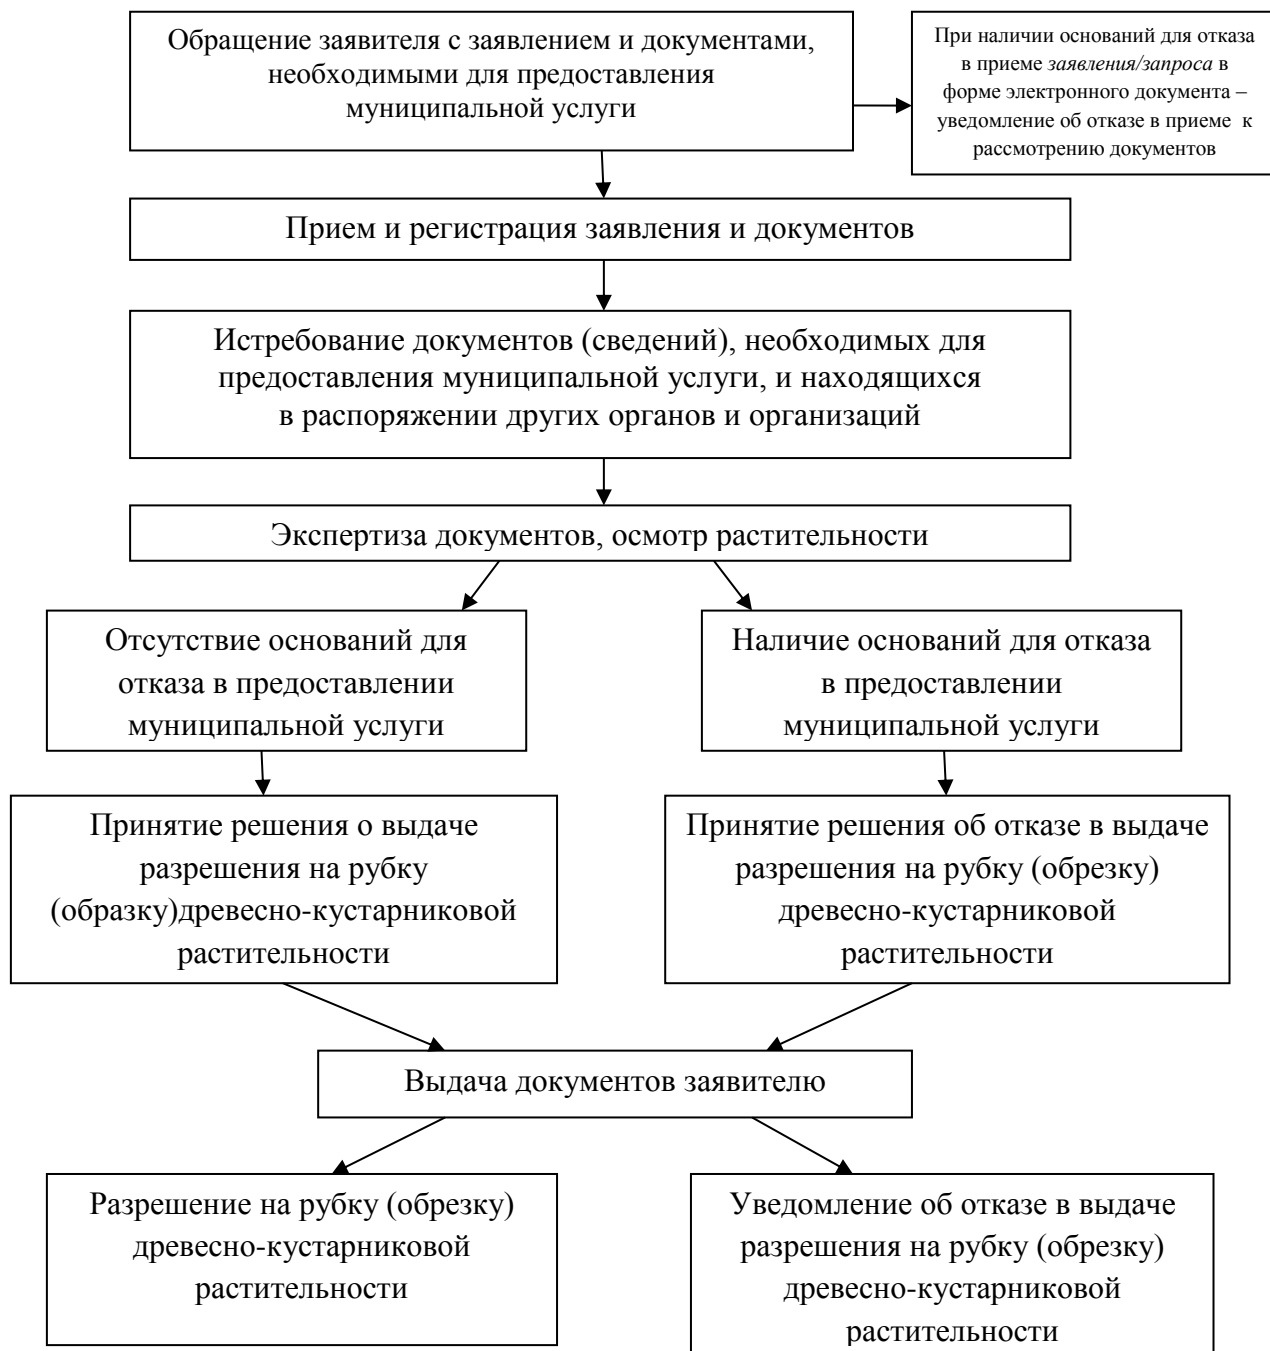 Обращение заявителя с заявлением и документами,
необходимыми для предоставления
муниципальной услуги
При наличии оснований для отказа
в приеме заявления/запроса в
форме электронного документа –
уведомление об отказе в приеме к
рассмотрению документов
Прием и регистрация заявления и документов
Истребование документов (сведений), необходимых для
предоставления муниципальной услуги, и находящихся
в распоряжении других органов и организаций
Экспертиза документов, осмотр растительности
Отсутствие оснований для
отказа в предоставлении
муниципальной услуги
Наличие оснований для отказа
в предоставлении
муниципальной услуги
Принятие решения о выдаче
разрешения на рубку
(образку)древесно-кустарниковой
растительности
Принятие решения об отказе в выдаче
разрешения на рубку (обрезку)
древесно-кустарниковой
растительности
Выдача документов заявителю
Разрешение на рубку (обрезку)
древесно-кустарниковой
растительности
Уведомление об отказе в выдаче
разрешения на рубку (обрезку)
древесно-кустарниковой
растительности